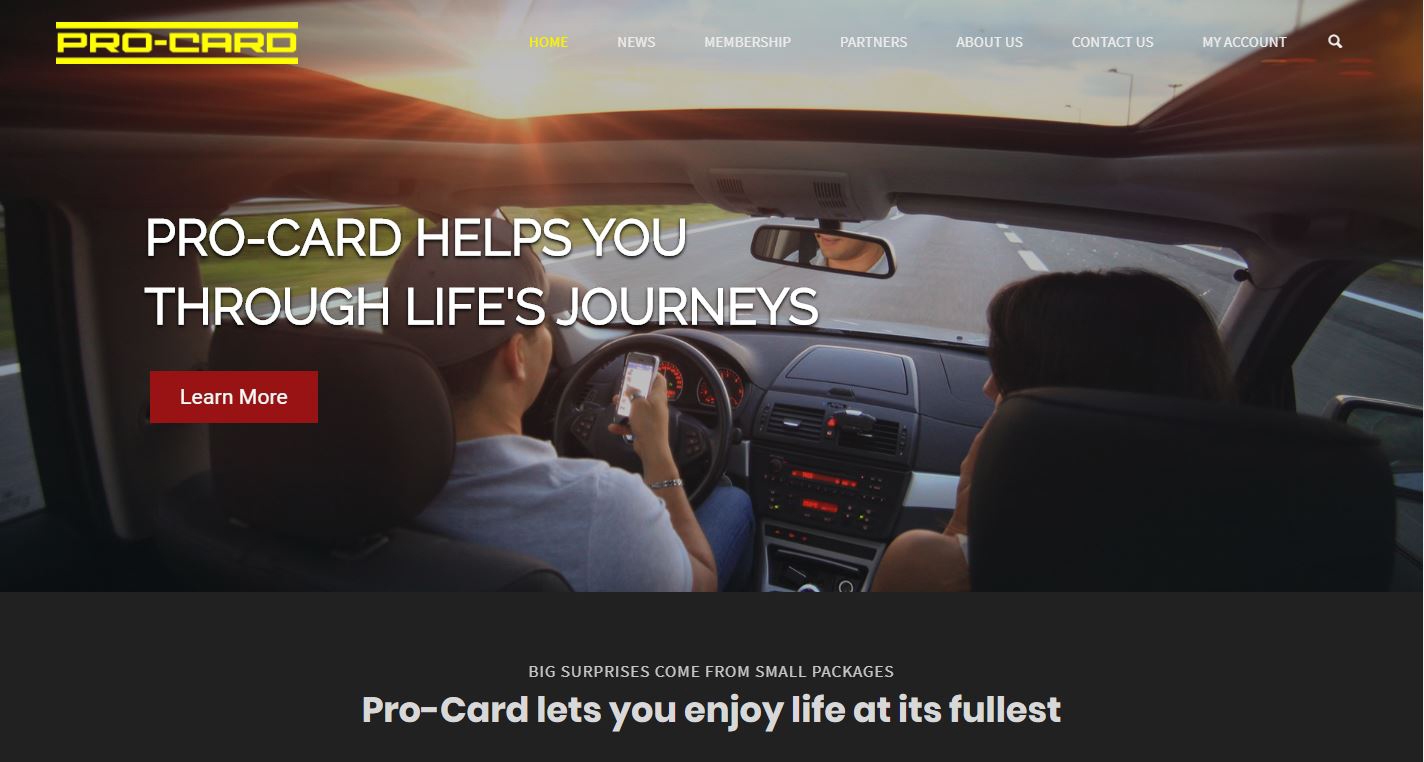 PRO-CARD
HOME NEWS MEMBERSHIP PARTNERS ABOUT US CONTACT US MY ACCOUNT
PRO-CARD HELPS YOU
THROUGH LIFE'S JOURNEYS
Learn More
BIG SURPRISES COME FROM SMALL PACKAGES
Pro-Card lets you enjoy life at its fullest